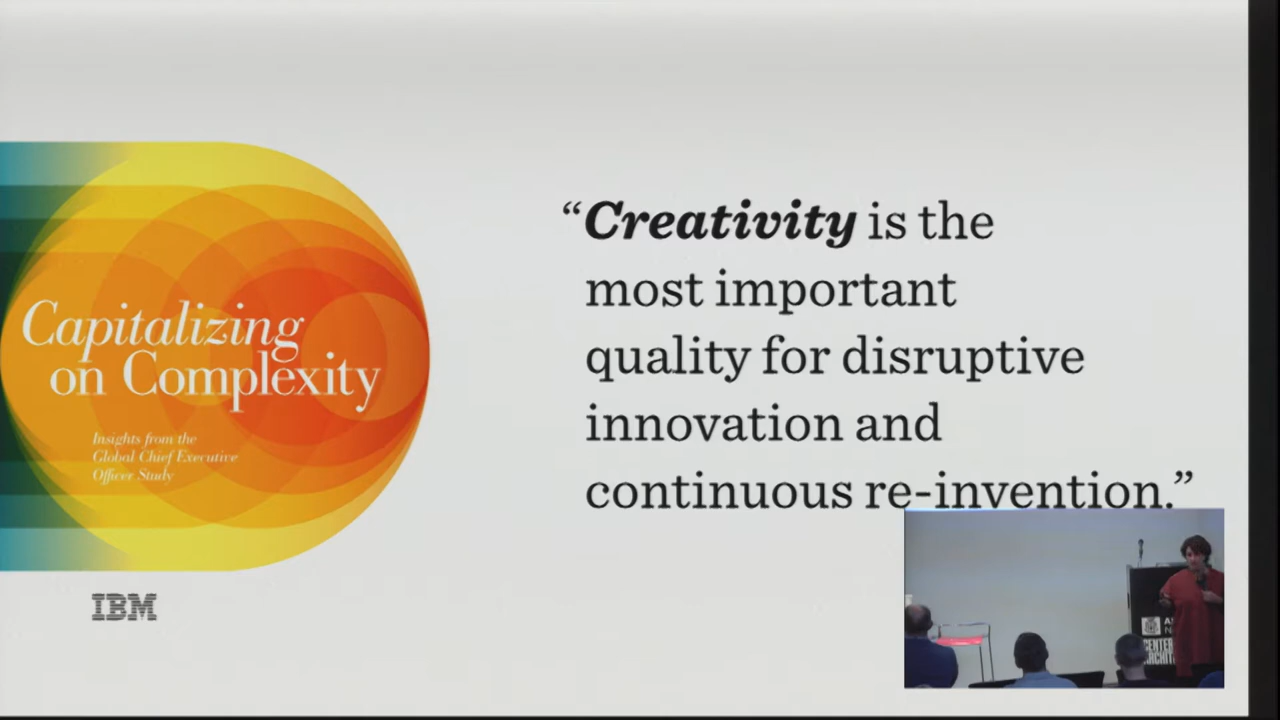 Capitalizing
on Complexity
Insights from the
Global Chief Executive
Officer Study
IBM
“Creativity is the
most important
quality for disruptive
innovation and
continuous re-invention.”
CENTER